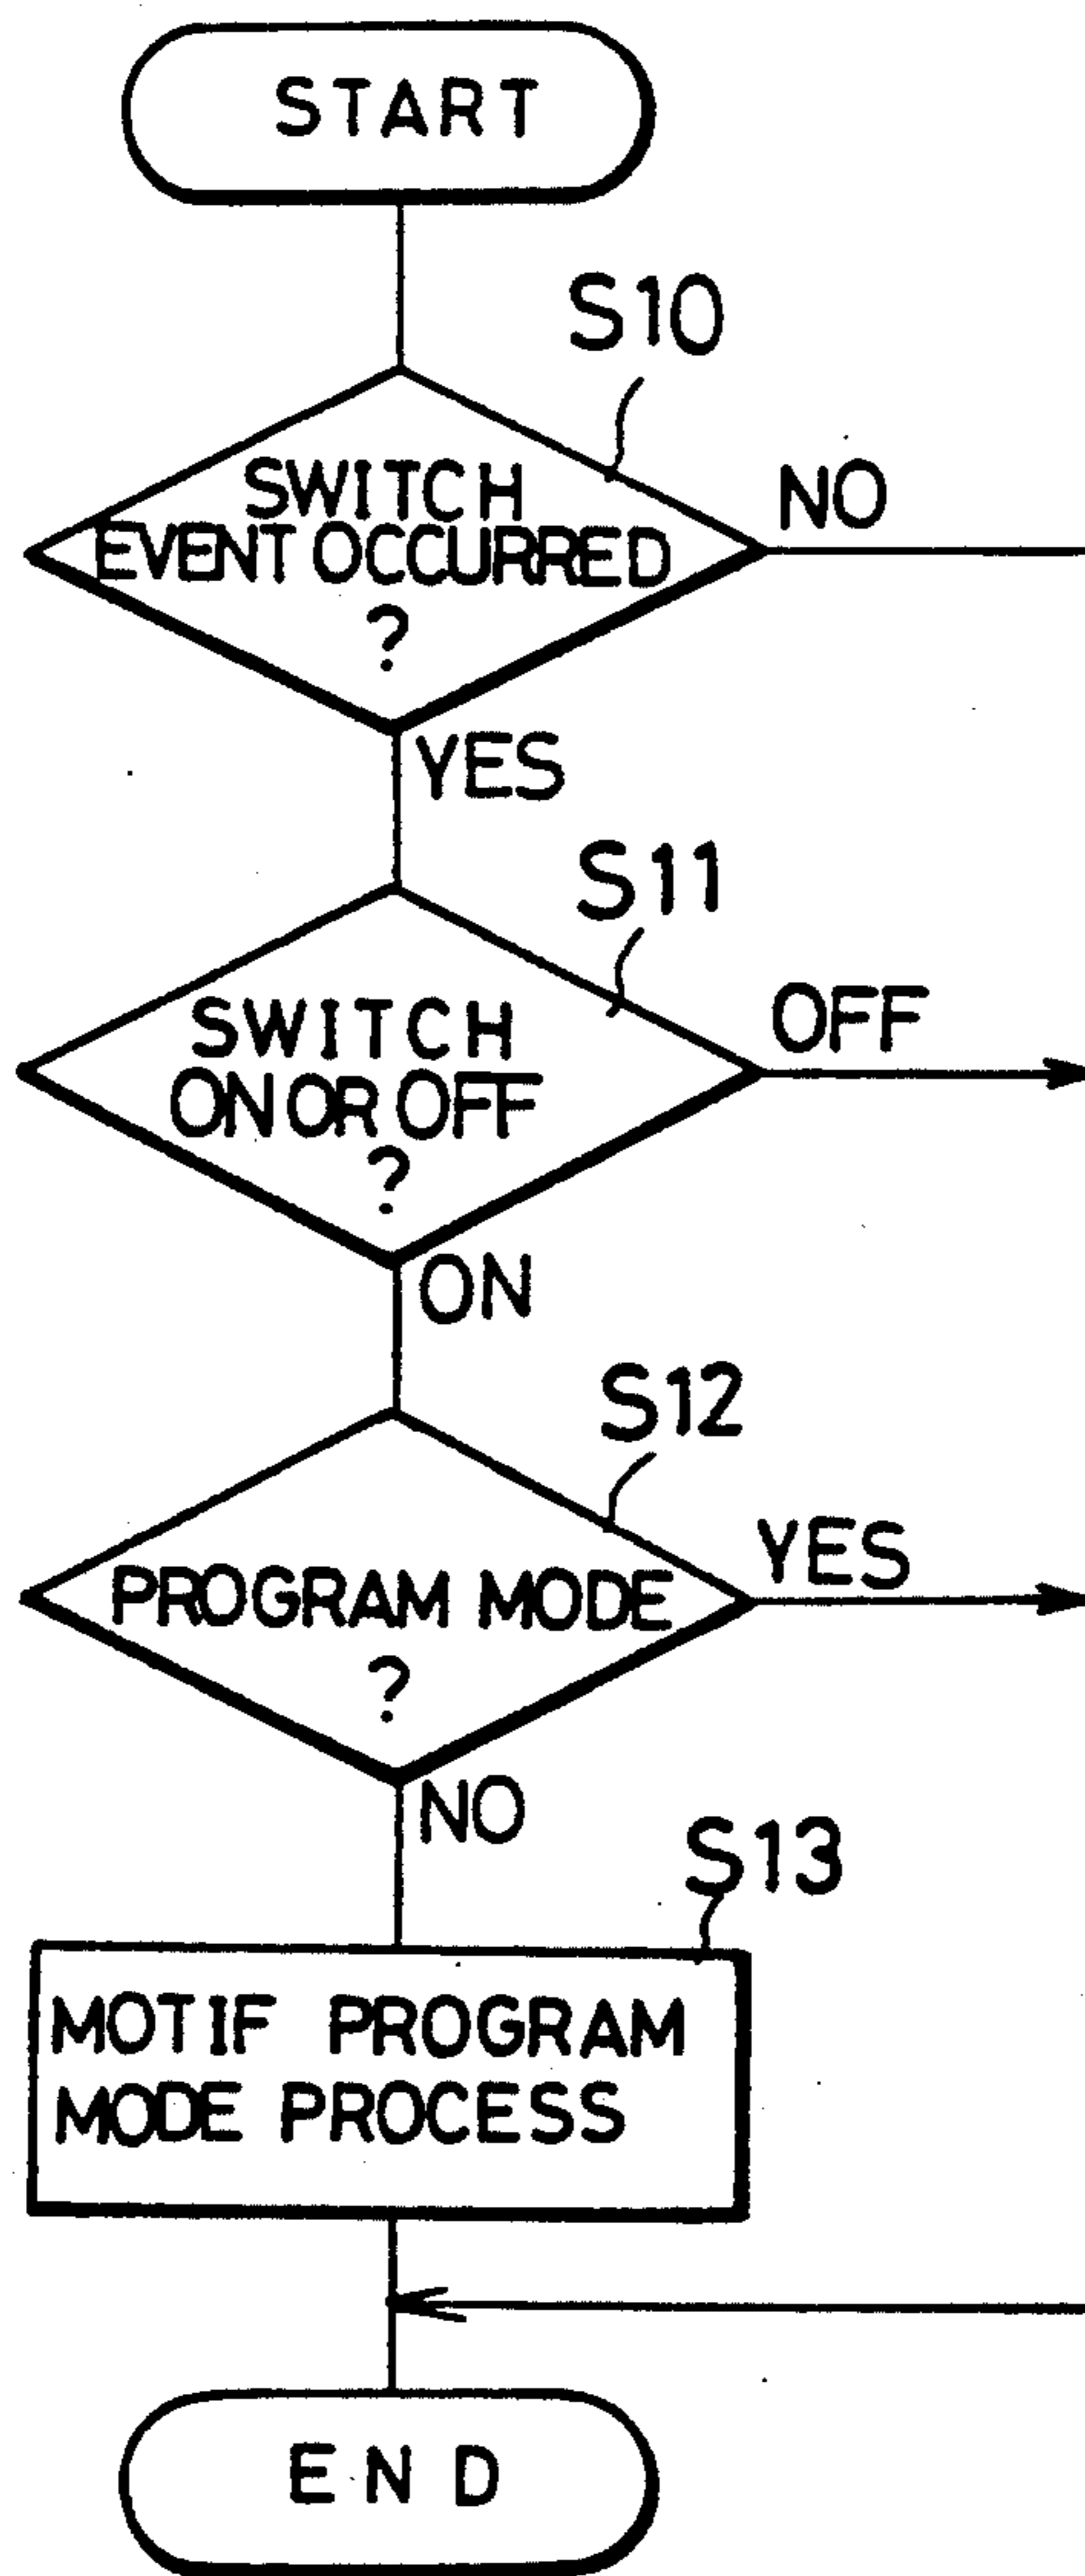 START
S10
SWITCH
EVENT OCCURRED
?
NO
YES
S11
SWITCH
ON OR OFF
?
OFF
ON
S12
PROGRAM MODE
?
YES
NO
S13
MOTIF PROGRAM
MODE PROCESS
END